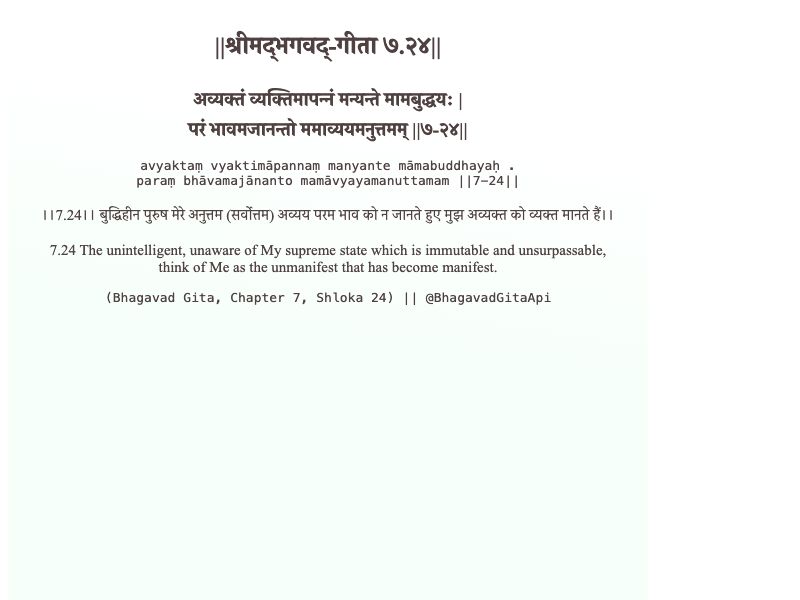 ||श्रीमद्‍भगवद्‍-गीता ७.२४||
अव्यक्तं व्यक्तिमापन्नं मन्यन्ते मामबुद्धयः |
परं भावमजानन्तो ममाव्ययमनुत्तमम् ||७-२४||
avyaktaṃ vyaktimāpannaṃ manyante māmabuddhayaḥ .
paraṃ bhāvamajānanto mamāvyayamanuttamam ||7-24||
।।7.24।। बुद्धिहीन पुरुष मेरे अनुत्तम (सर्वोत्तम) अव्यय परम भाव को न जानते हुए मुझ अव्यक्त को व्यक्त मानते हैं।।
7.24 The unintelligent, unaware of My supreme state which is immutable and unsurpassable,
think of Me as the unmanifest that has become manifest.
(Bhagavad Gita, Chapter 7, Shloka 24) || @BhagavadGitaApi